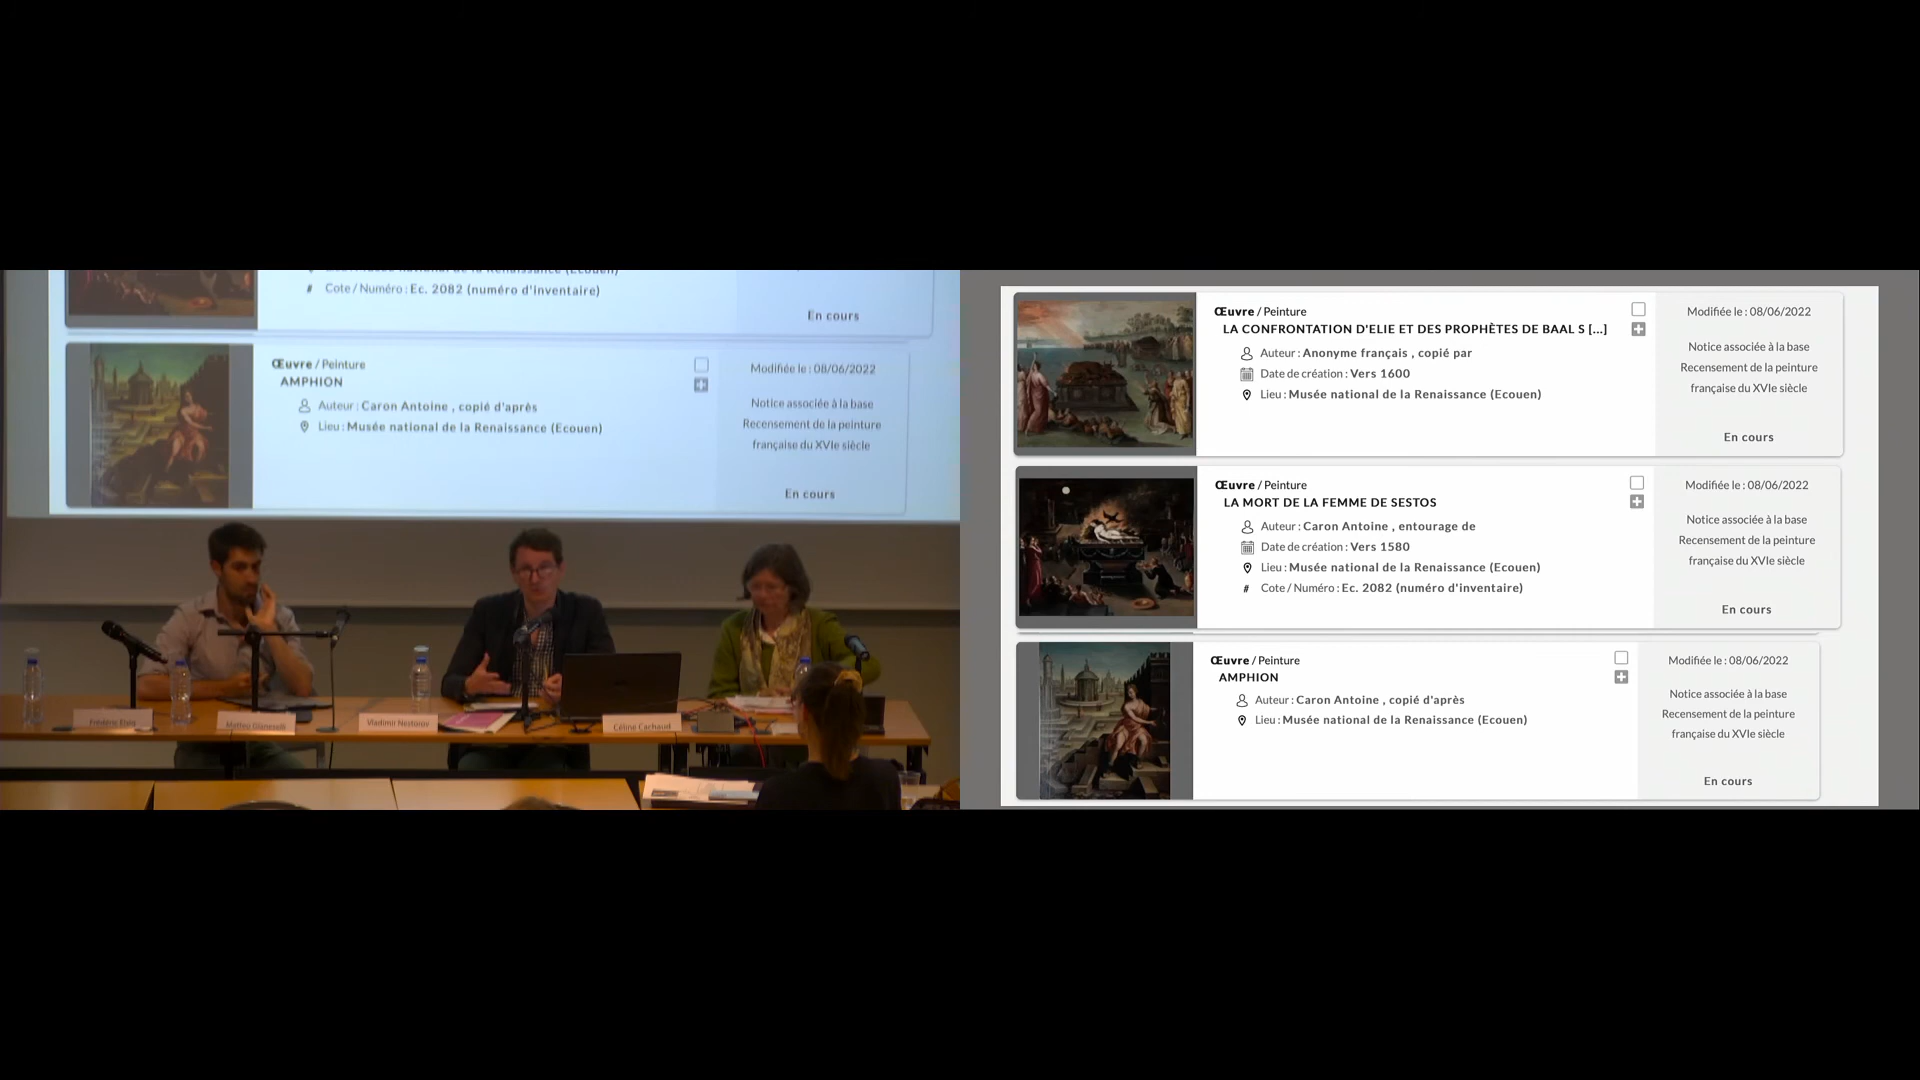 Cote / Numéro : Ec. 2082 (numéro d'inventaire)
En cours
Œuvre / Peinture
AMPHION
Auteur : Caron Antoine , copié d'après
Lieu : Musée national de la Renaissance (Ecouen)
Modifiée le : 08/06/2022
Notice associée à la base
Recensement de la peinture
française du XVIe siècle
En cours
Matteo Gianeselli
Vladimir Nestorov
Céline Cachaud
Œuvre / Peinture
LA CONFRONTATION D'ELIE ET DES PROPHÈTES DE BAAL S [...]
Auteur : Anonyme français , copié par
Date de création : Vers 1600
Lieu : Musée national de la Renaissance (Ecouen)
Modifiée le : 08/06/2022
Notice associée à la base
Recensement de la peinture
française du XVIe siècle
En cours
Œuvre / Peinture
LA MORT DE LA FEMME DE SESTOS
Auteur : Caron Antoine , entourage de
Date de création : Vers 1580
Lieu : Musée national de la Renaissance (Ecouen)
# Cote / Numéro : Ec. 2082 (numéro d'inventaire)
Modifiée le : 08/06/2022
Notice associée à la base
Recensement de la peinture
française du XVIe siècle
En cours
Œuvre / Peinture
AMPHION
Auteur : Caron Antoine , copié d'après
Lieu : Musée national de la Renaissance (Ecouen)
Modifiée le : 08/06/2022
Notice associée à la base
Recensement de la peinture
française du XVIe siècle
En cours